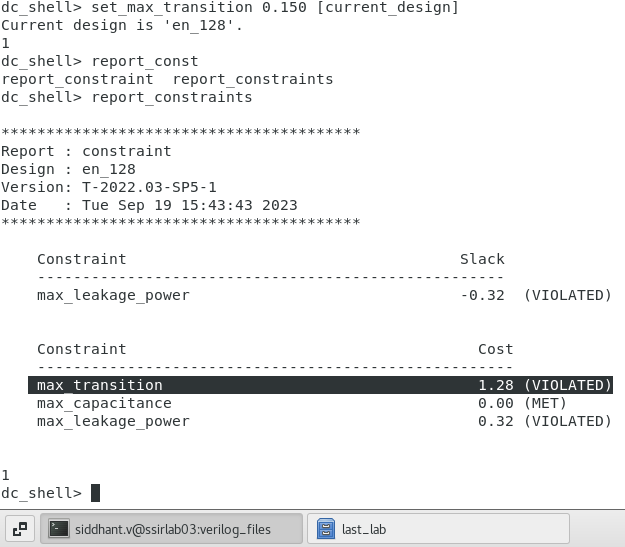 dc_shell> set_max_transition 0.150 [current_design]
Current design is 'en_128'.
1
dc_shell> report_const
report_constraint  report_constraints
dc_shell> report_constraints

****************************************
Report : constraint
Design : en_128
Version: T-2022.03-SP5-1
Date   : Tue Sep 19 15:43:43 2023
****************************************

    Constraint                                     Slack
    ----------------------------------------------------
    max_leakage_power                              -0.32  (VIOLATED)

    Constraint                                       Cost
    -----------------------------------------------------
    max_transition                                   1.28 (VIOLATED)
    max_capacitance                                  0.00 (MET)
    max_leakage_power                                0.32 (VIOLATED)

1
dc_shell>
siddhant.v@ssirlab03:verilog_files
last_lab